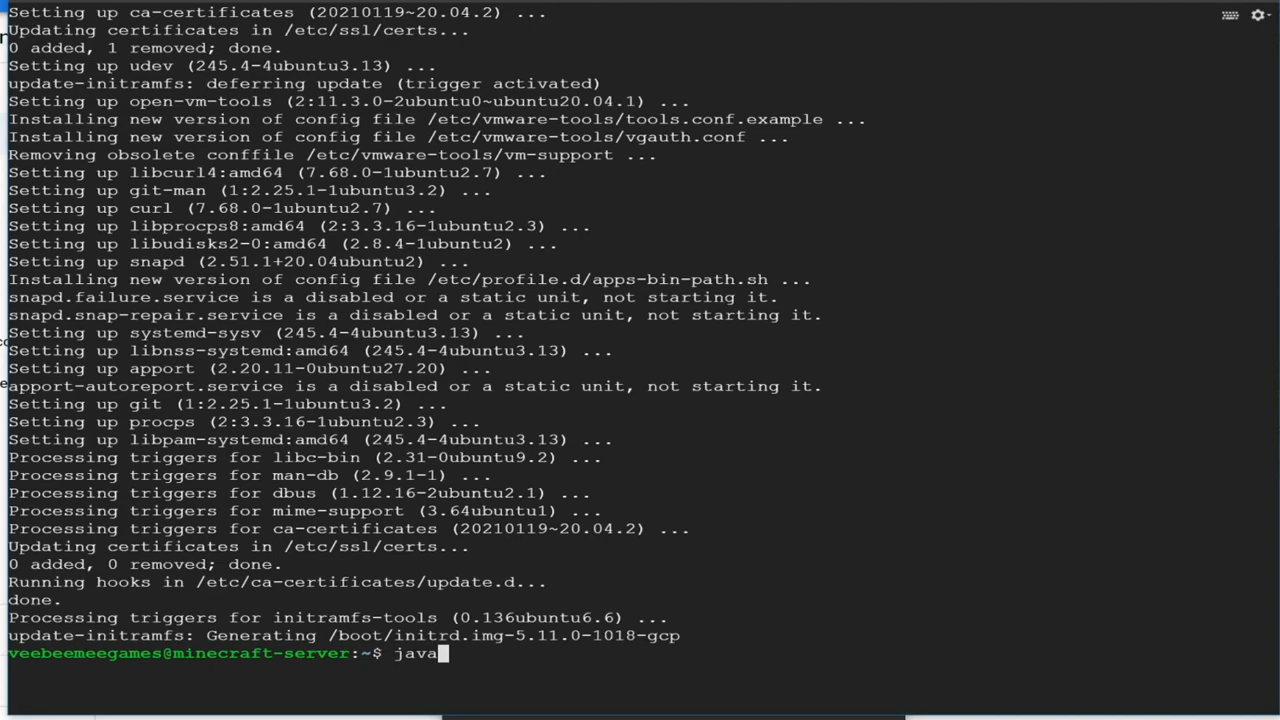 Setting up ca-certificates (20210119~20.04.2) ...
Updating certificates in /etc/ssl/certs...
0 added, 1 removed; done.
Setting up udev (245.4-4ubuntu3.13) ...
update-initramfs: deferring update (trigger activated)
Setting up open-vm-tools (2:11.3.0-2ubuntu0~ubuntu20.04.1) ...
Installing new version of config file /etc/vmware-tools/tools.conf.example ...
Installing new version of config file /etc/vmware-tools/vgauth.conf ...
Removing obsolete conffile /etc/vmware-tools/vm-support ...
Setting up libcurl4:amd64 (7.68.0-1ubuntu2.7) ...
Setting up git-man (1:2.25.1-1ubuntu3.2) ...
Setting up curl (7.68.0-1ubuntu2.7) ...
Setting up libprocps8:amd64 (2:3.3.16-1ubuntu2.3) ...
Setting up libudisks2-0:amd64 (2.8.4-1ubuntu2) ...
Setting up snapd (2.51.1+20.04ubuntu2) ...
Installing new version of config file /etc/profile.d/apps-bin-path.sh ...
snapd.failure.service is a disabled or a static unit, not starting it.
snapd.snap-repair.service is a disabled or a static unit, not starting it.
Setting up systemd-sysv (245.4-4ubuntu3.13) ...
Setting up libnss-systemd:amd64 (245.4-4ubuntu3.13) ...
Setting up apport (2.20.11-0ubuntu27.20) ...
apport-autoreport.service is a disabled or a static unit, not starting it.
Setting up git (1:2.25.1-1ubuntu3.2) ...
Setting up procps (2:3.3.16-1ubuntu2.3) ...
Setting up libpam-systemd:amd64 (245.4-4ubuntu3.13) ...
Processing triggers for libc-bin (2.31-0ubuntu9.2) ...
Processing triggers for man-db (2.9.1-1) ...
Processing triggers for dbus (1.12.16-2ubuntu2.1) ...
Processing triggers for mime-support (3.64ubuntu1) ...
Processing triggers for ca-certificates (20210119~20.04.2) ...
Updating certificates in /etc/ssl/certs...
0 added, 0 removed; done.
Running hooks in /etc/ca-certificates/update.d...
done.
Processing triggers for initramfs-tools (0.136ubuntu6.6) ...
update-initramfs: Generating /boot/initrd.img-5.11.0-1018-gcp
veebeemeegames@minecraft-server:~$ java